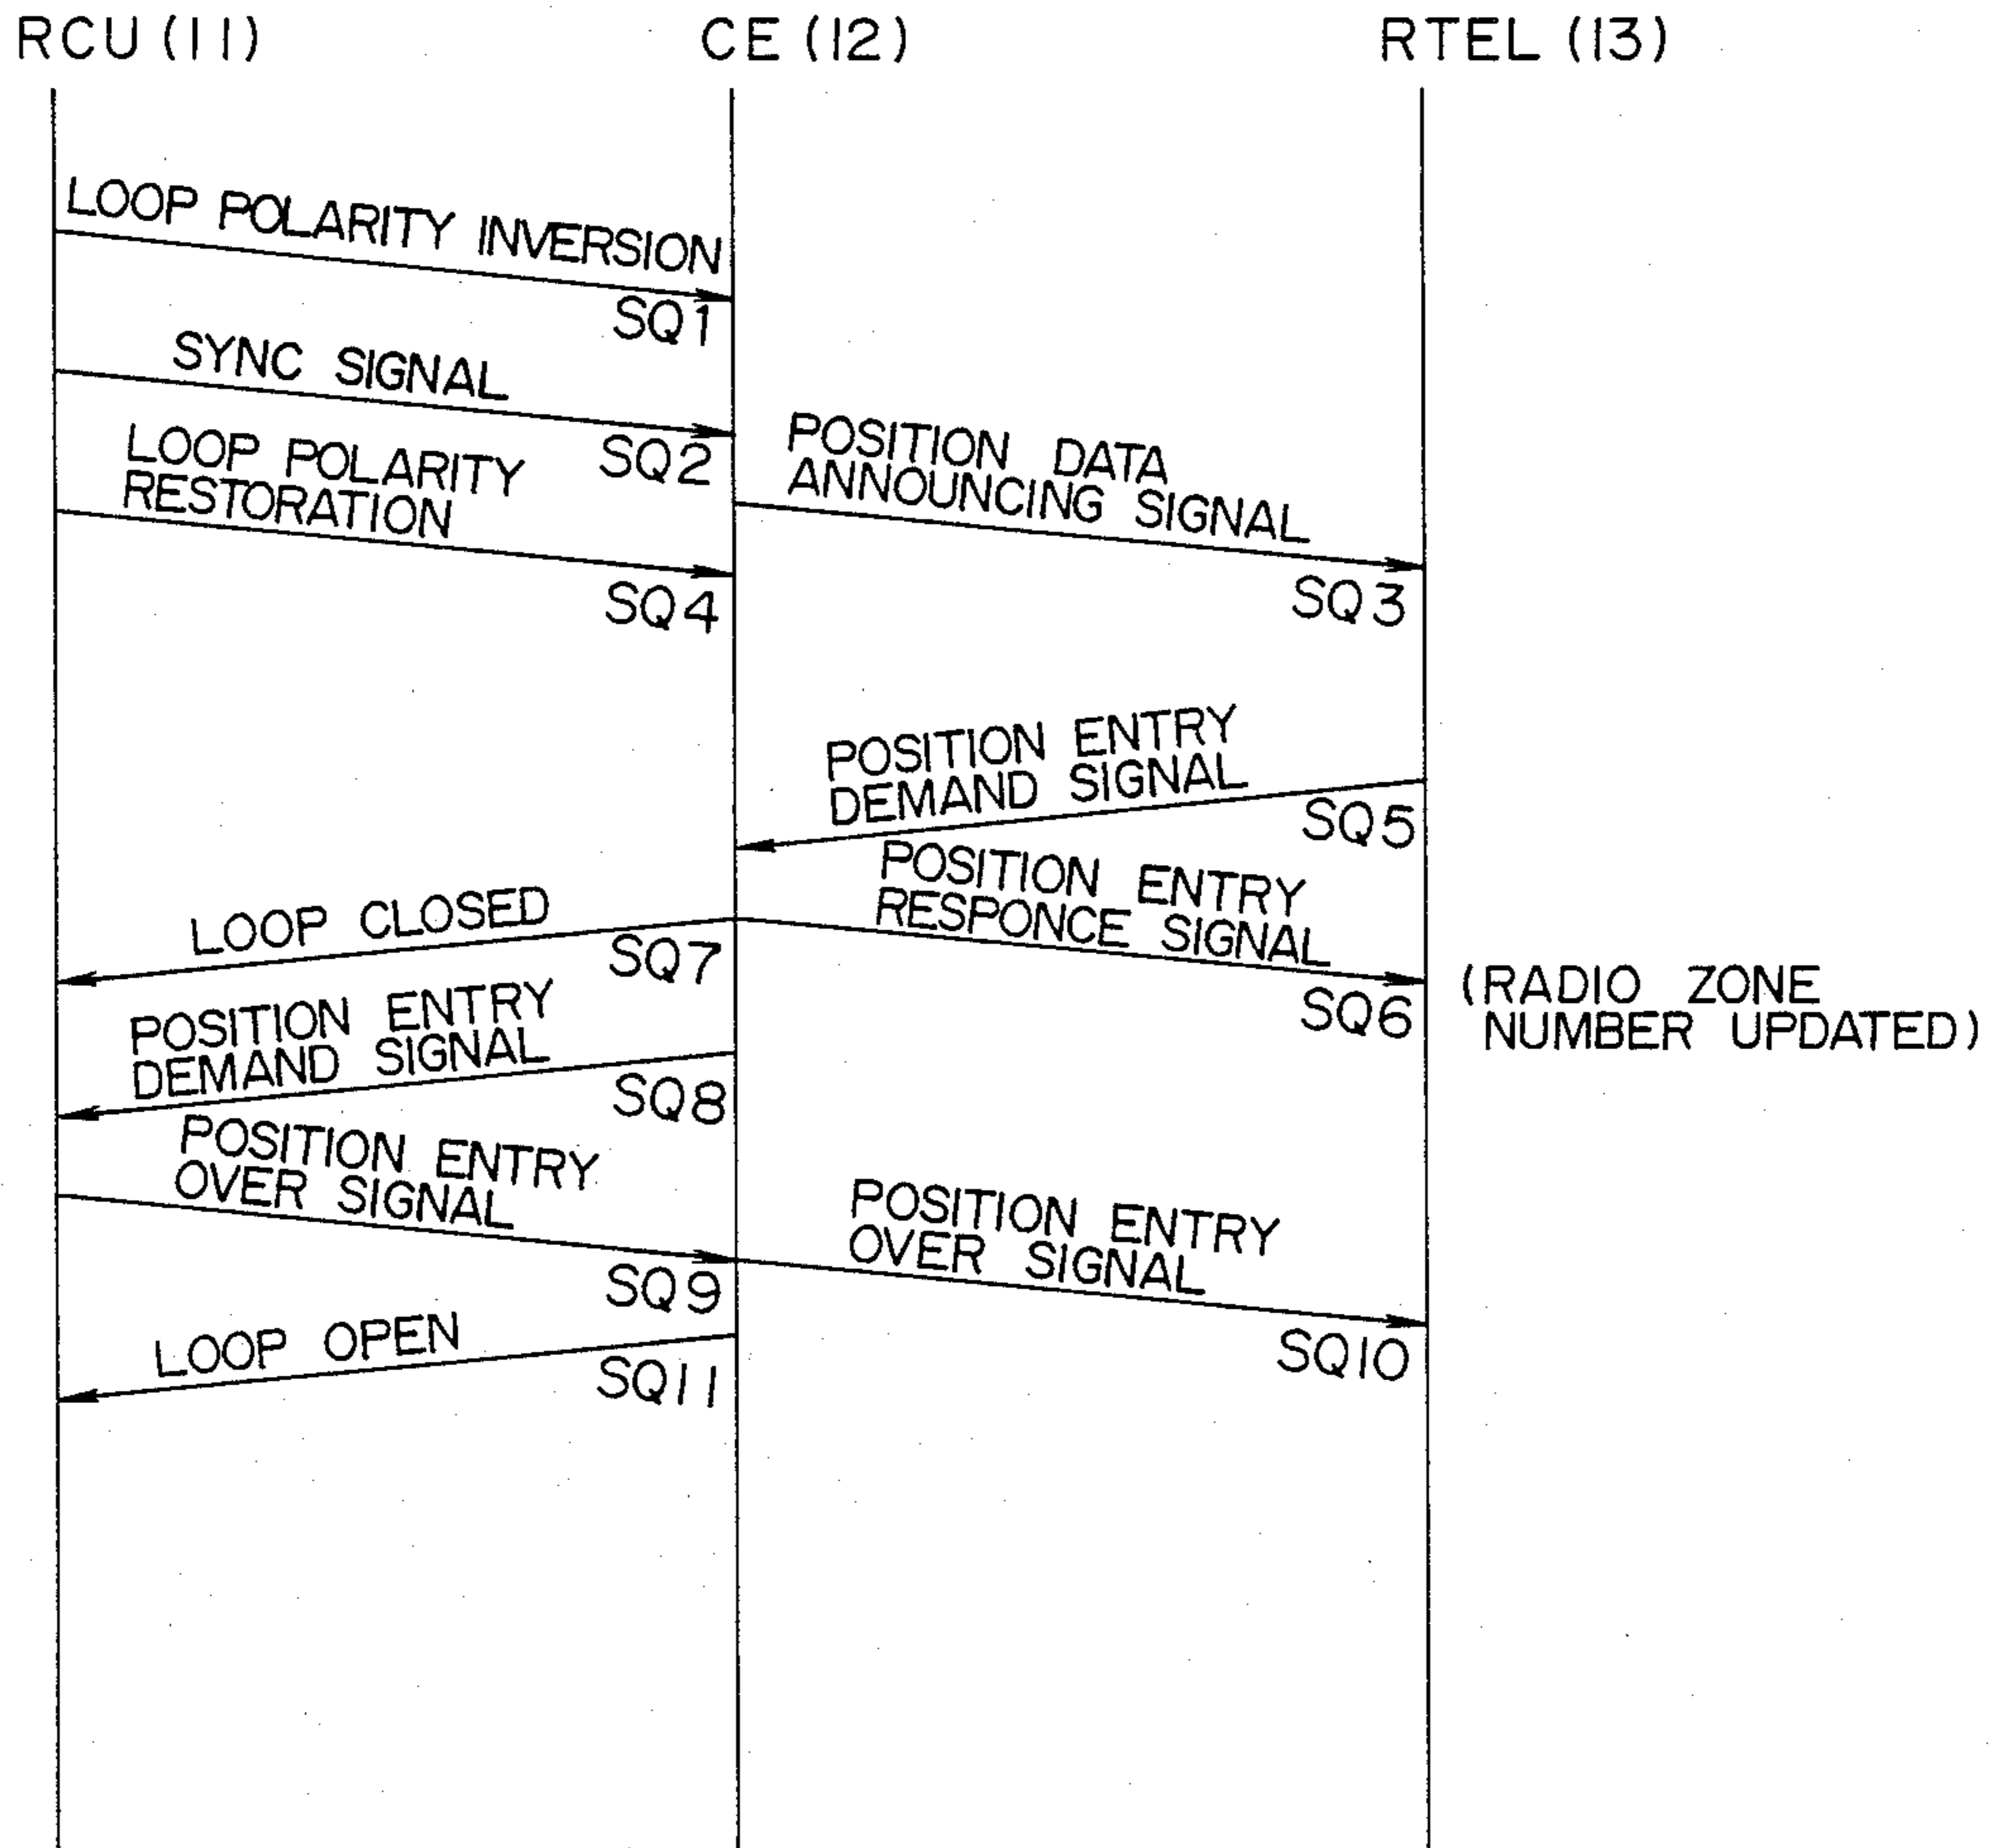 RCU (11)
CE (12)
RTEL (13)
LOOP POLARITY INVERSION
SQ1
SYNC SIGNAL
SQ2
LOOP POLARITY
RESTORATION
SQ4
POSITION DATA
ANNOUNCING SIGNAL
SQ3
POSITION ENTRY
DEMAND SIGNAL
SQ5
LOOP CLOSED
SQ7
POSITION ENTRY
RESPONCE SIGNAL
SQ6
(RADIO ZONE
NUMBER UPDATED)
POSITION ENTRY
DEMAND SIGNAL
SQ8
POSITION ENTRY
OVER SIGNAL
SQ9
POSITION ENTRY
OVER SIGNAL
SQ10
LOOP OPEN
SQ11